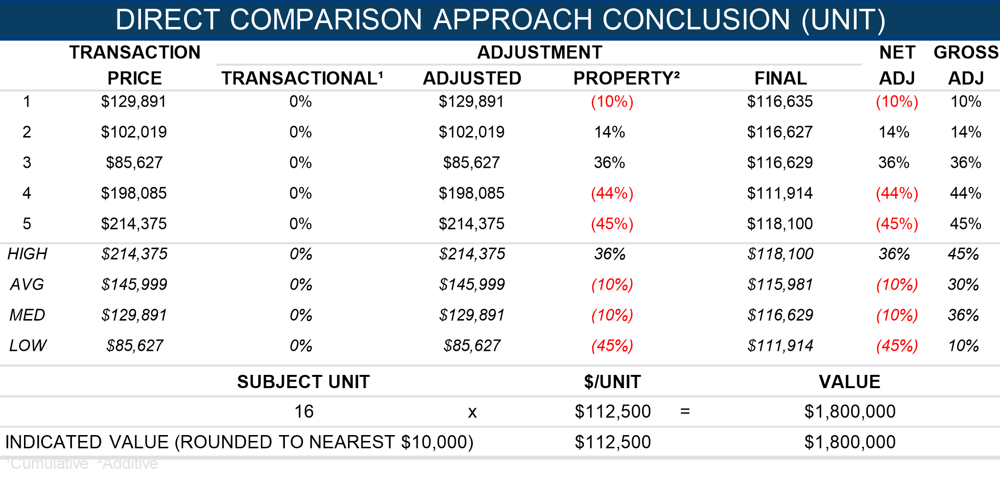 DIRECT COMPARISON APPROACH CONCLUSION (UNIT)
TRANSACTION ADJUSTMENT NET GROSS
PRICE TRANSACTIONAL¹ ADJUSTED PROPERTY² FINAL ADJ ADJ
1 $129,891 0% $129,891 (10%) $116,635 (10%) 10%
2 $102,019 0% $102,019 14% $116,627 14% 14%
3 $85,627 0% $85,627 36% $116,629 36% 36%
4 $198,085 0% $198,085 (44%) $111,914 (44%) 44%
5 $214,375 0% $214,375 (45%) $118,100 (45%) 45%
HIGH $214,375 0% $214,375 36% $118,100 36% 45%
AVG $145,999 0% $145,999 (10%) $115,981 (10%) 30%
MED $129,891 0% $129,891 (10%) $116,629 (10%) 36%
LOW $85,627 0% $85,627 (45%) $111,914 (45%) 10%
SUBJECT UNIT $/UNIT VALUE
16 x $112,500 = $1,800,000
INDICATED VALUE (ROUNDED TO NEAREST $10,000) $112,500 $1,800,000
¹Cumulative ²Additive